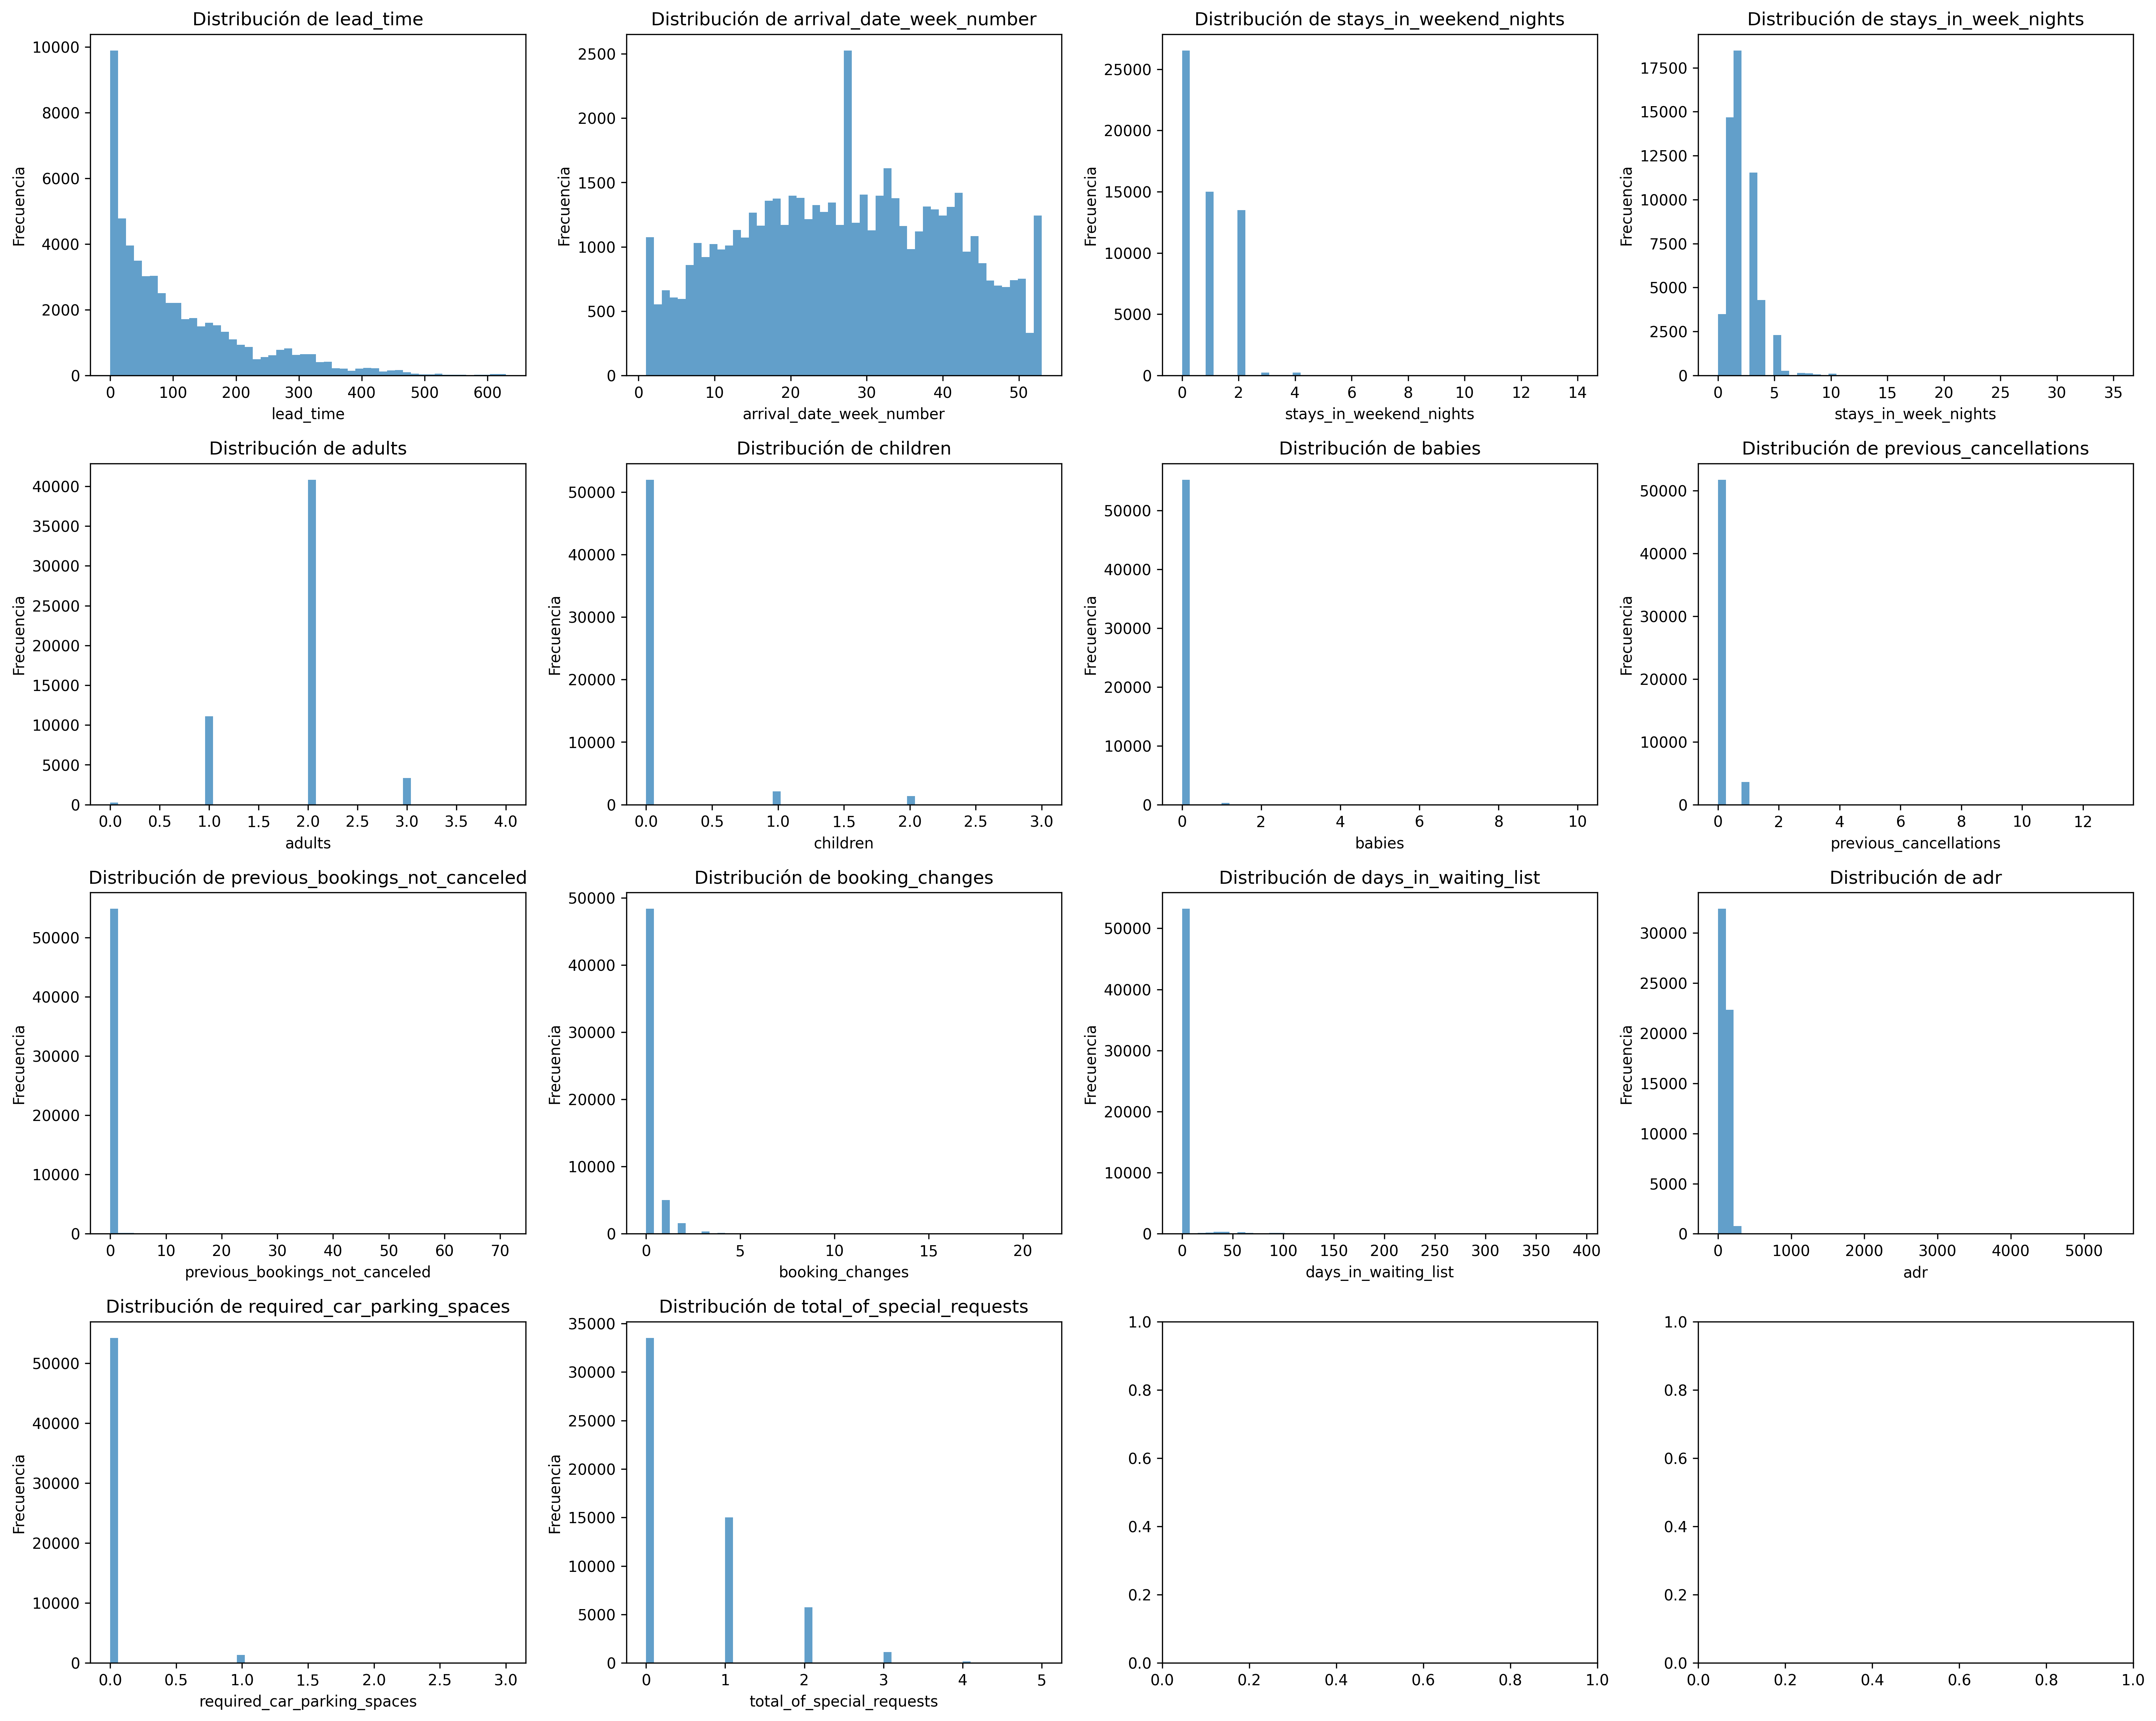 Distribución de lead_time
10000
8000
6000
4000
2000
0
Frecuencia
0 100 200 300 400 500 600
lead_time
Distribución de arrival_date_week_number
2500
2000
1500
1000
500
0
Frecuencia
0 10 20 30 40 50
arrival_date_week_number
Distribución de stays_in_weekend_nights
25000
20000
15000
10000
5000
0
Frecuencia
0 2 4 6 8 10 12 14
stays_in_weekend_nights
Distribución de stays_in_week_nights
17500
15000
12500
10000
7500
5000
2500
0
Frecuencia
0 5 10 15 20 25 30 35
stays_in_week_nights
Distribución de adults
40000
35000
30000
25000
20000
15000
10000
5000
0
Frecuencia
0.0 0.5 1.0 1.5 2.0 2.5 3.0 3.5 4.0
adults
Distribución de children
50000
40000
30000
20000
10000
0
Frecuencia
0.0 0.5 1.0 1.5 2.0 2.5 3.0
children
Distribución de babies
50000
40000
30000
20000
10000
0
Frecuencia
0 2 4 6 8 10
babies
Distribución de previous_cancellations
50000
40000
30000
20000
10000
0
Frecuencia
0 2 4 6 8 10 12
previous_cancellations
Distribución de previous_bookings_not_canceled
50000
40000
30000
20000
10000
0
Frecuencia
0 10 20 30 40 50 60 70
previous_bookings_not_canceled
Distribución de booking_changes
50000
40000
30000
20000
10000
0
Frecuencia
0 5 10 15 20
booking_changes
Distribución de days_in_waiting_list
50000
40000
30000
20000
10000
0
Frecuencia
0 50 100 150 200 250 300 350 400
days_in_waiting_list
Distribución de adr
30000
25000
20000
15000
10000
5000
0
Frecuencia
0 1000 2000 3000 4000 5000
adr
Distribución de required_car_parking_spaces
50000
40000
30000
20000
10000
0
Frecuencia
0.0 0.5 1.0 1.5 2.0 2.5 3.0
required_car_parking_spaces
Distribución de total_of_special_requests
35000
30000
25000
20000
15000
10000
5000
0
Frecuencia
0 1 2 3 4 5
total_of_special_requests
1.0
0.8
0.6
0.4
0.2
0.0
0.0 0.2 0.4 0.6 0.8 1.0
1.0
0.8
0.6
0.4
0.2
0.0
0.0 0.2 0.4 0.6 0.8 1.0